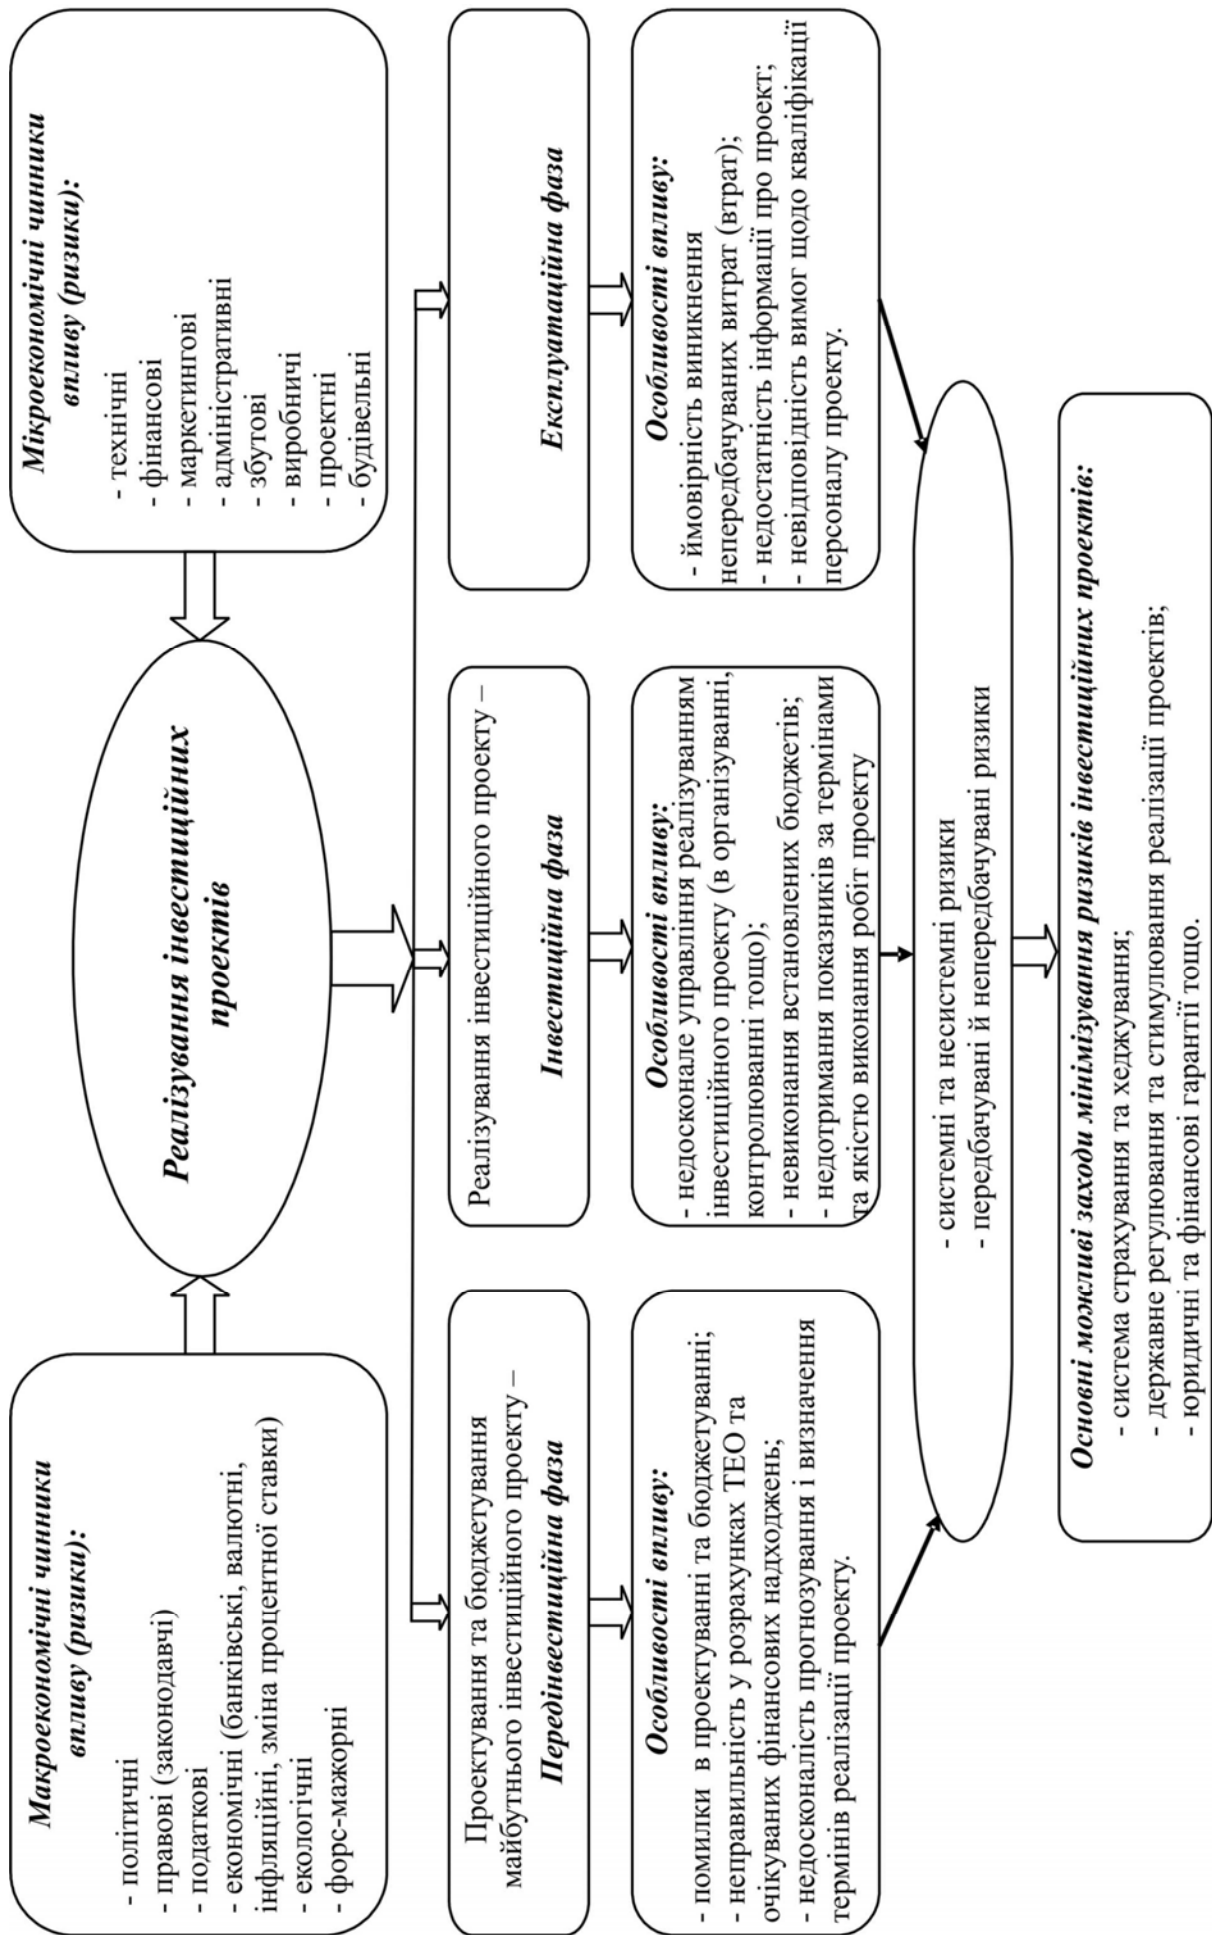 Макроекономічні чинники
впливу (ризики):
- політичні
- правові (законодавчі)
- податкові
- економічні (банківські, валютні,
інфляційні, зміна процентної ставки)
- екологічні
- форс-мажорні
Реалізування інвестиційних
проектів
Мікроекономічні чинники
впливу (ризики):
- технічні
- фінансові
- маркетингові
- адміністративні
- збутові
- виробничі
- проектні
- будівельні
Проектування та бюджетування
майбутнього інвестиційного проекту –
Передінвестиційна фаза
Реалізування інвестиційного проекту –
Інвестиційна фаза
Експлуатаційна фаза
Особливості впливу:
- помилки в проектуванні та бюджетуванні;
- неправильність у розрахунках ТЕО та
очікуваних фінансових надходжень;
- недосконалість прогнозування і визначення
термінів реалізації проекту.
Особливості впливу:
- недосконале управління реалізуванням
інвестиційного проекту (в організуванні,
контролюванні тощо);
- невиконання встановлених бюджетів;
- недотримання показників за термінами
та якістю виконання робіт проекту
Особливості впливу:
- ймовірність виникнення
непередбачуваних витрат (втрат);
- недостатність інформації про проект;
- невідповідність вимог щодо кваліфікації
персоналу проекту.
- системні та несистемні ризики
- передбачувані й непередбачувані ризики
Основні можливі заходи мінімізування ризиків інвестиційних проектів:
- система страхування та хеджування;
- державне регулювання та стимулювання реалізації проектів;
- юридичні та фінансові гарантії тощо.